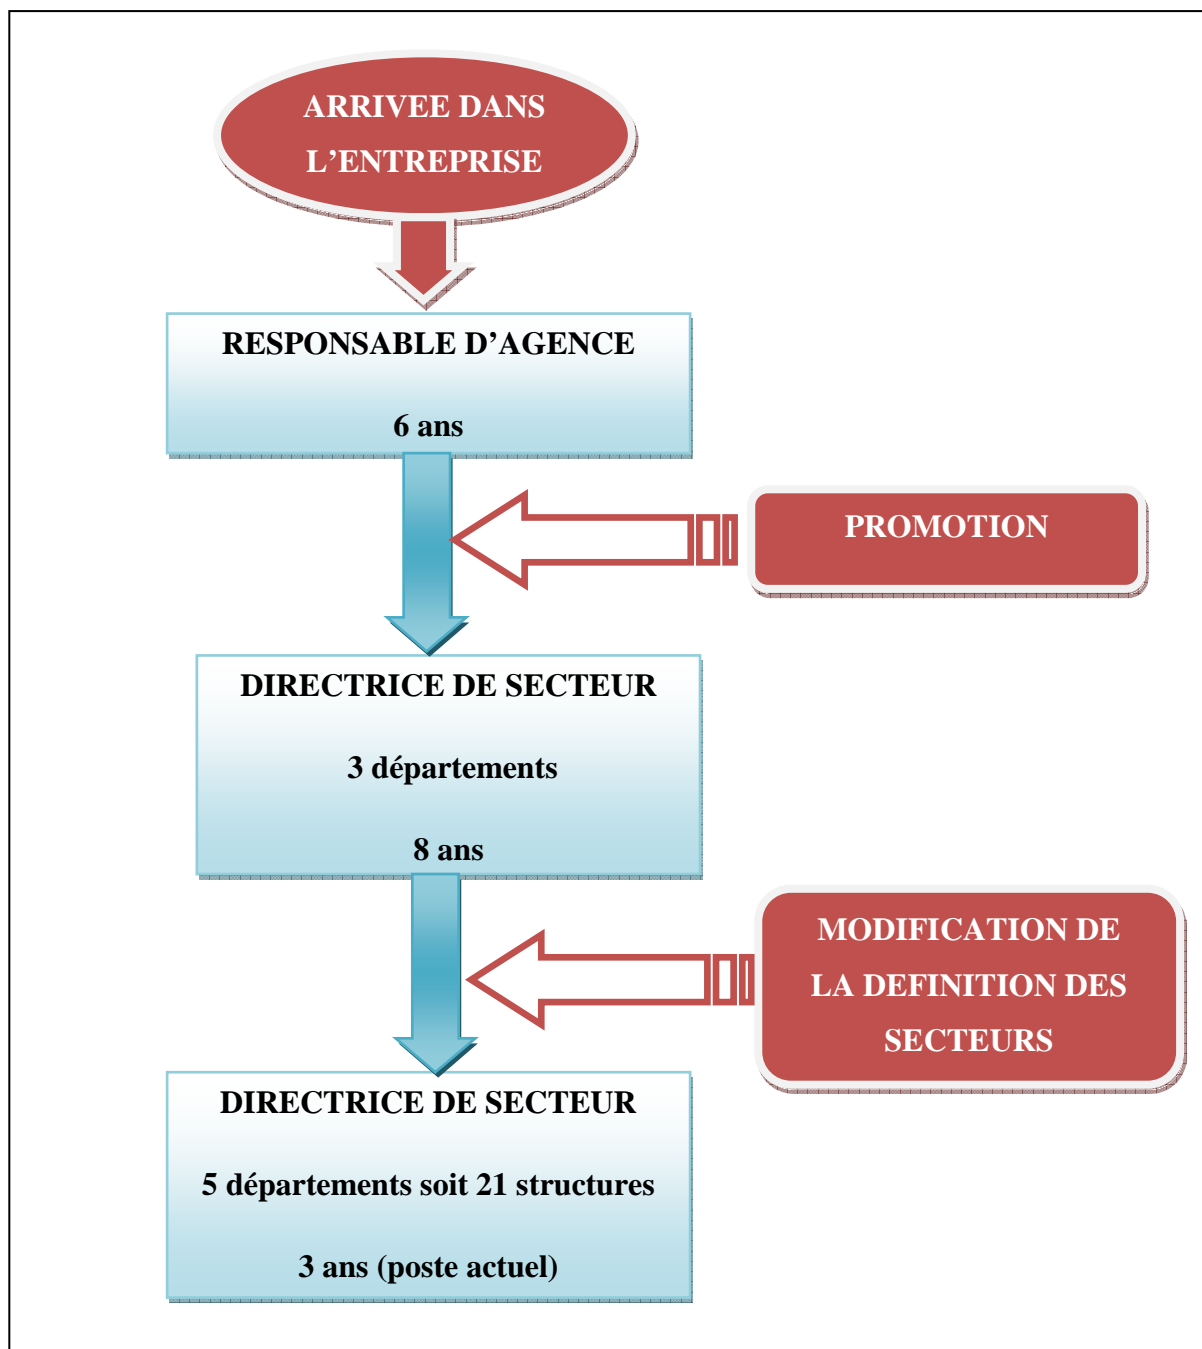 ARRIVEE DANS
L’ENTREPRISE
RESPONSABLE D’AGENCE
6 ans
PROMOTION
DIRECTRICE DE SECTEUR
3 départements
8 ans
MODIFICATION DE
LA DEFINITION DES
SECTEURS
DIRECTRICE DE SECTEUR
5 départements soit 21 structures
3 ans (poste actuel)